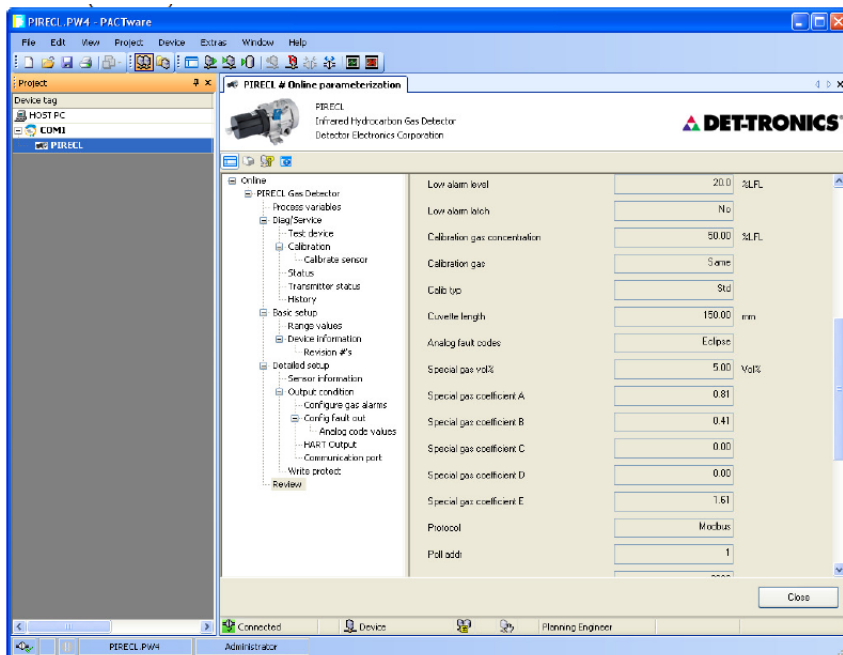 PIRECL.PW4 - PACTware
File Edit View Project Device Extras Window Help
Project
PIRECL # Online parameterization
Device tag
HOST PC
COM1
PIRECL
PIRECL
Infrared Hydrocarbon Gas Detector
Detector Electronics Corporation
DET-TRONICS
Online
PIRECL Gas Detector
Process variables
Diag/Service
Test device
Calibration
Calibrate sensor
Status
Transmitter status
History
Basic setup
Range values
Device information
Revision #'s
Detailed setup
Sensor information
Output condition
Configure gas alarms
Config fault out
Analog code values
HART Output
Communication port
Write protect
Review
Low alarm level 20.0 %LFL
Low alarm latch No
Calibration gas concentration 50.00 %LFL
Calibration gas Same
Calib typ Std
Cuvette length 150.00 mm
Analog fault codes Eclipse
Special gas vol% 5.00 Vol%
Special gas coefficient A 0.81
Special gas coefficient B 0.41
Special gas coefficient C 0.00
Special gas coefficient D 0.00
Special gas coefficient E 1.61
Protocol Modbus
Poll addr 1
Close
Connected Device Planning Engineer
PIRECL.PW4 Administrator